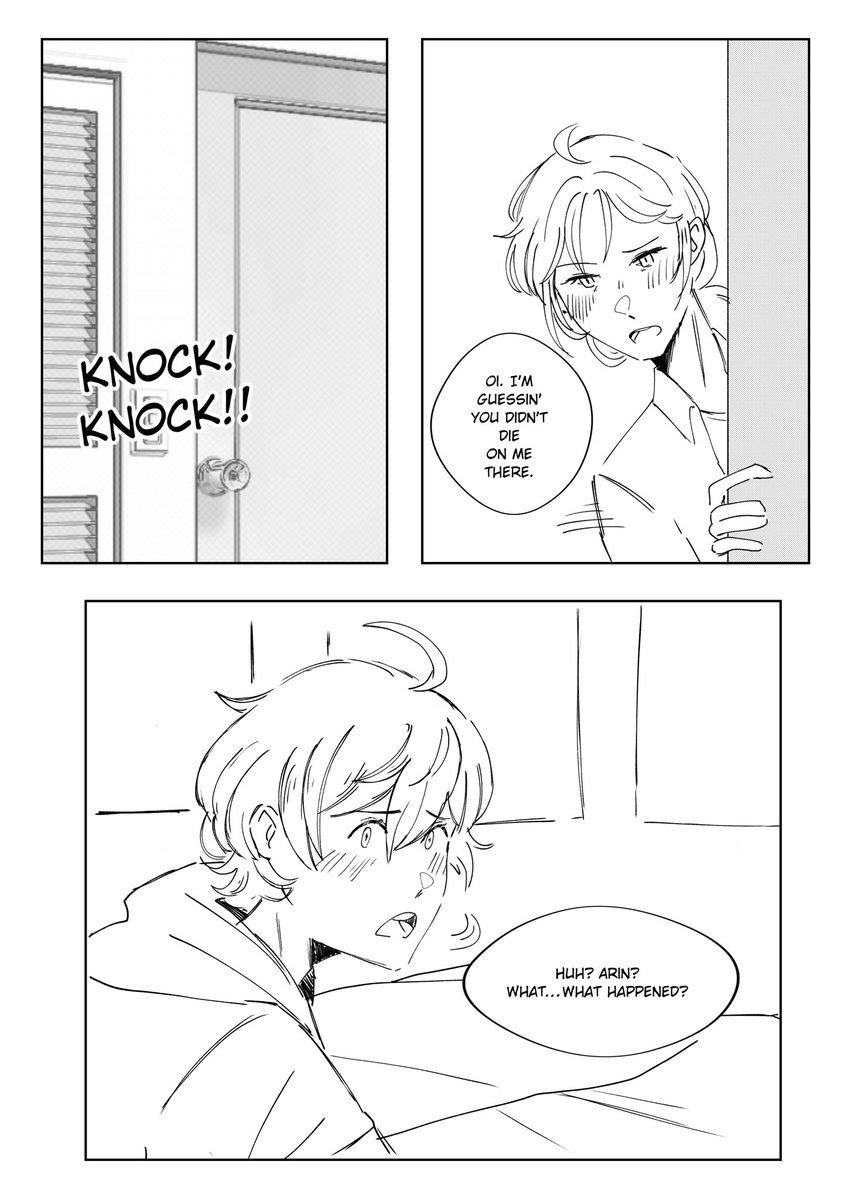 KNOCK!
KNOCK!!
OI. I'M
GUESSIN'
YOU DIDN'T
DIE
ON ME
THERE.
HUH? ARIN?
WHAT...WHAT HAPPENED?